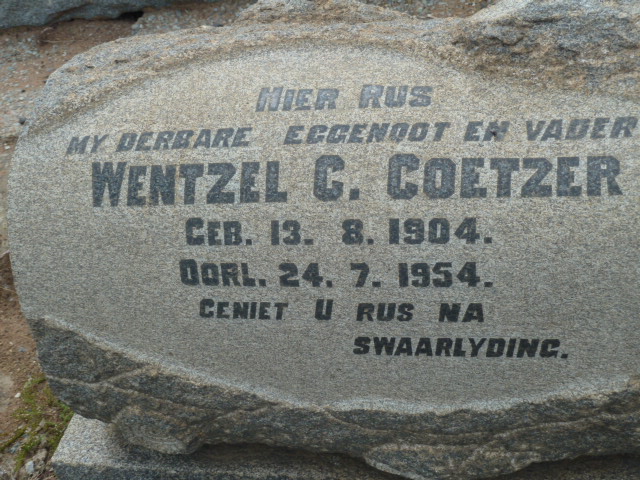 HIER RUS
MY DERBARE EGGENOOT EN VADER
WENTZEL C. COETZER
GEB. 13. 8. 1904.
OORL. 24. 7. 1954.
GENIET U RUS NA
SWAARLYDING.